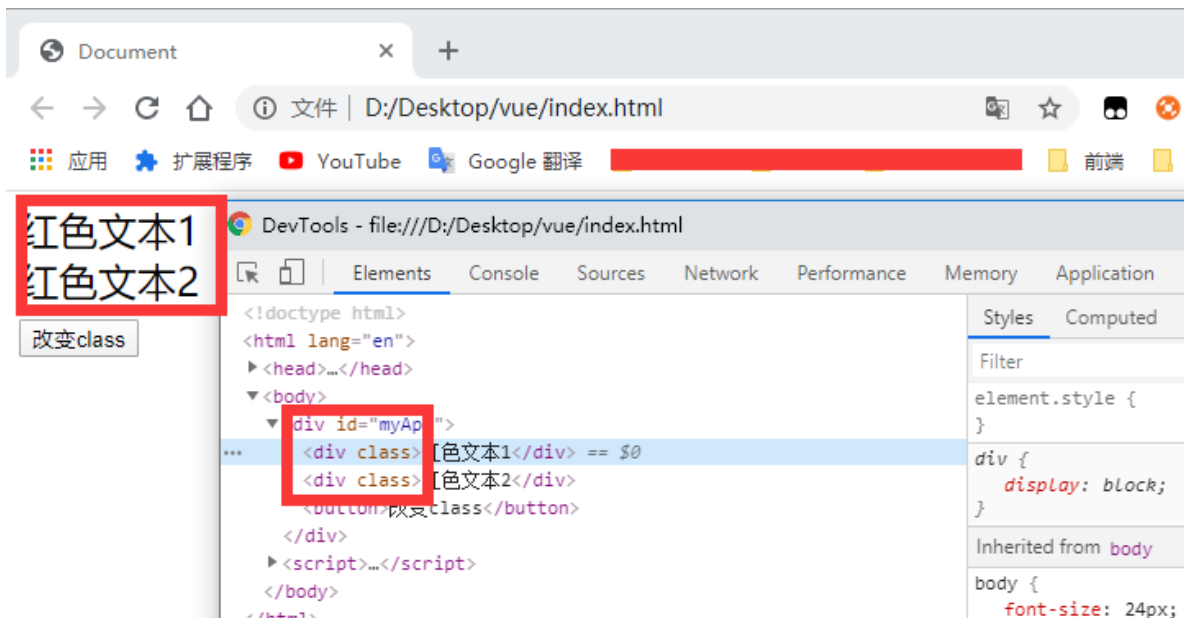 Document × +
文件 D:/Desktop/vue/index.html
应用 扩展程序 YouTube Google 翻译 前端
红色文本1
红色文本2
改变class
DevTools - file:///D:/Desktop/vue/index.html
Elements Console Sources Network Performance Memory Application
<!doctype html>
<html lang="en">
<head>…</head>
<body>
div id="myAp">
<div class>红色文本1</div> == $0
<div class>红色文本2</div>
<button>改变class</button>
</div>
<script>…</script>
</body>
</html>
Styles Computed
Filter
element.style {
}
div {
display: block;
}
Inherited from body
body {
font-size: 24px;